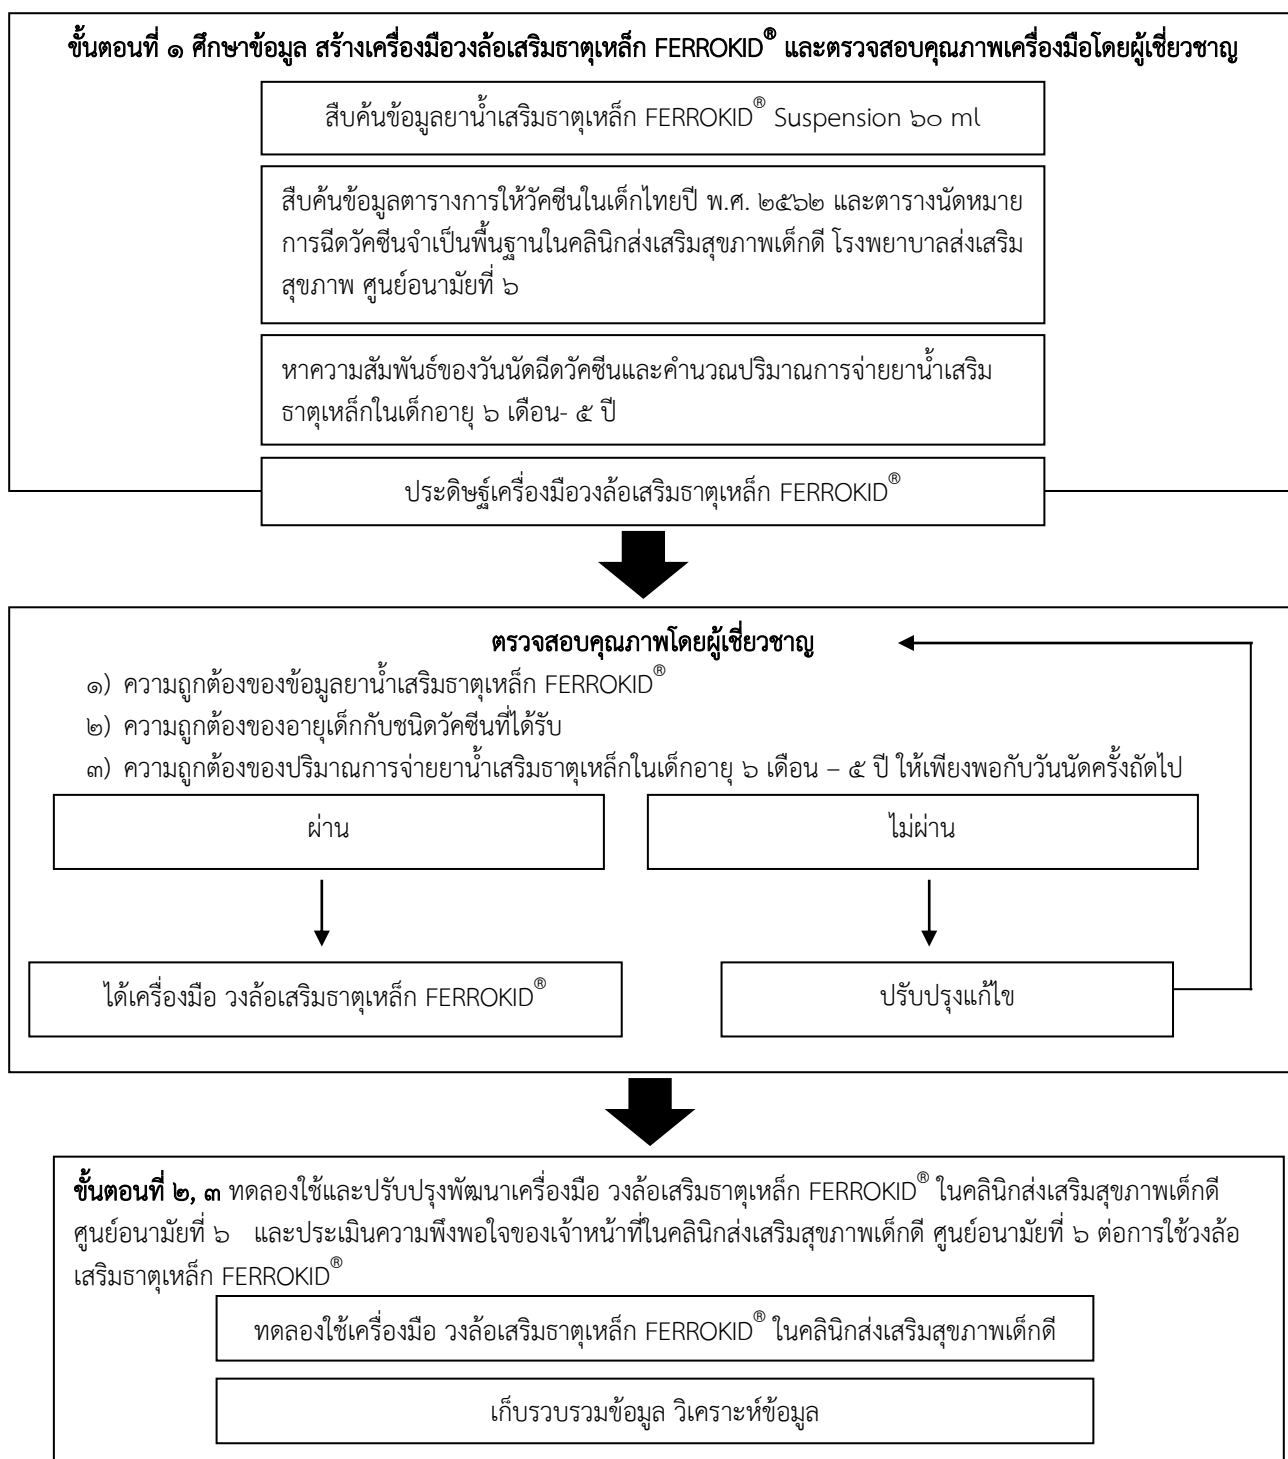 ขั้นตอนที่ ๑ ศึกษาข้อมูล สร้างเครื่องมือวงล้อเสริมธาตุเหล็ก FERROKID® และตรวจสอบคุณภาพเครื่องมือโดยผู้เชี่ยวชาญ
สืบค้นข้อมูลยาน้ำเสริมธาตุเหล็ก FERROKID® Suspension ๖๐ ml
สืบค้นข้อมูลตารางการให้วัคซีนในเด็กไทยปี พ.ศ. ๒๕๖๒ และตารางนัดหมาย
การฉีดวัคซีนจำเป็นพื้นฐานในคลินิกส่งเสริมสุขภาพเด็กดี โรงพยาบาลส่งเสริม
สุขภาพ ศูนย์อนามัยที่ ๖
หาความสัมพันธ์ของวันนัดฉีดวัคซีนและคำนวณปริมาณการจ่ายยาน้ำเสริม
ธาตุเหล็กในเด็กอายุ ๖ เดือน- ๕ ปี
ประดิษฐ์เครื่องมือวงล้อเสริมธาตุเหล็ก FERROKID®
ตรวจสอบคุณภาพโดยผู้เชี่ยวชาญ
๑) ความถูกต้องของข้อมูลยาน้ำเสริมธาตุเหล็ก FERROKID®
๒) ความถูกต้องของอายุเด็กกับชนิดวัคซีนที่ได้รับ
๓) ความถูกต้องของปริมาณการจ่ายยาน้ำเสริมธาตุเหล็กในเด็กอายุ ๖ เดือน – ๕ ปี ให้เพียงพอกับวันนัดครั้งถัดไป
ผ่าน
ไม่ผ่าน
ได้เครื่องมือ วงล้อเสริมธาตุเหล็ก FERROKID®
ปรับปรุงแก้ไข
ขั้นตอนที่ ๒, ๓ ทดลองใช้และปรับปรุงพัฒนาเครื่องมือ วงล้อเสริมธาตุเหล็ก FERROKID® ในคลินิกส่งเสริมสุขภาพเด็กดี
ศูนย์อนามัยที่ ๖ และประเมินความพึงพอใจของเจ้าหน้าที่ในคลินิกส่งเสริมสุขภาพเด็กดี ศูนย์อนามัยที่ ๖ ต่อการใช้วงล้อ
เสริมธาตุเหล็ก FERROKID®
ทดลองใช้เครื่องมือ วงล้อเสริมธาตุเหล็ก FERROKID® ในคลินิกส่งเสริมสุขภาพเด็กดี
เก็บรวบรวมข้อมูล วิเคราะห์ข้อมูล